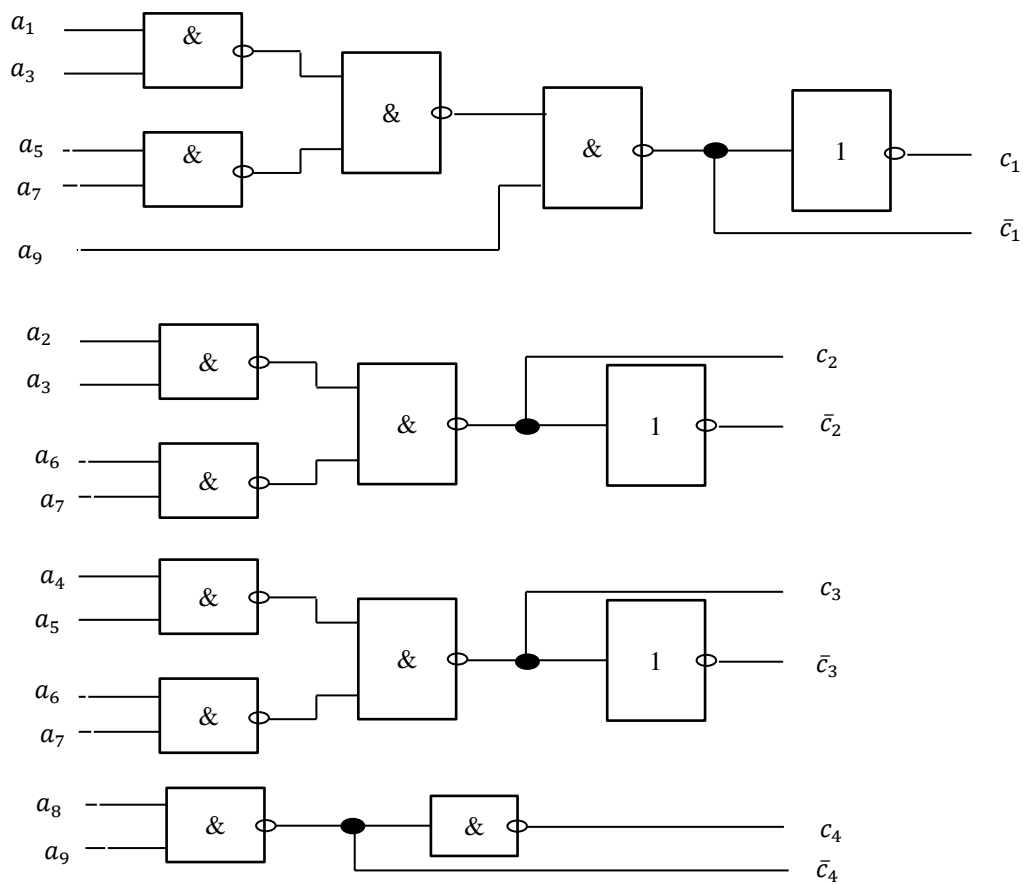 a₁ &
a₃ &
a₅ & & 1 c₁
a₇
a₉ c̄₁
a₂ & c₂
a₃
& 1 c̄₂
a₆ &
a₇
a₄ & c₃
a₅
& 1 c̄₃
a₆ &
a₇
a₈ & & c₄
a₉ c̄₄